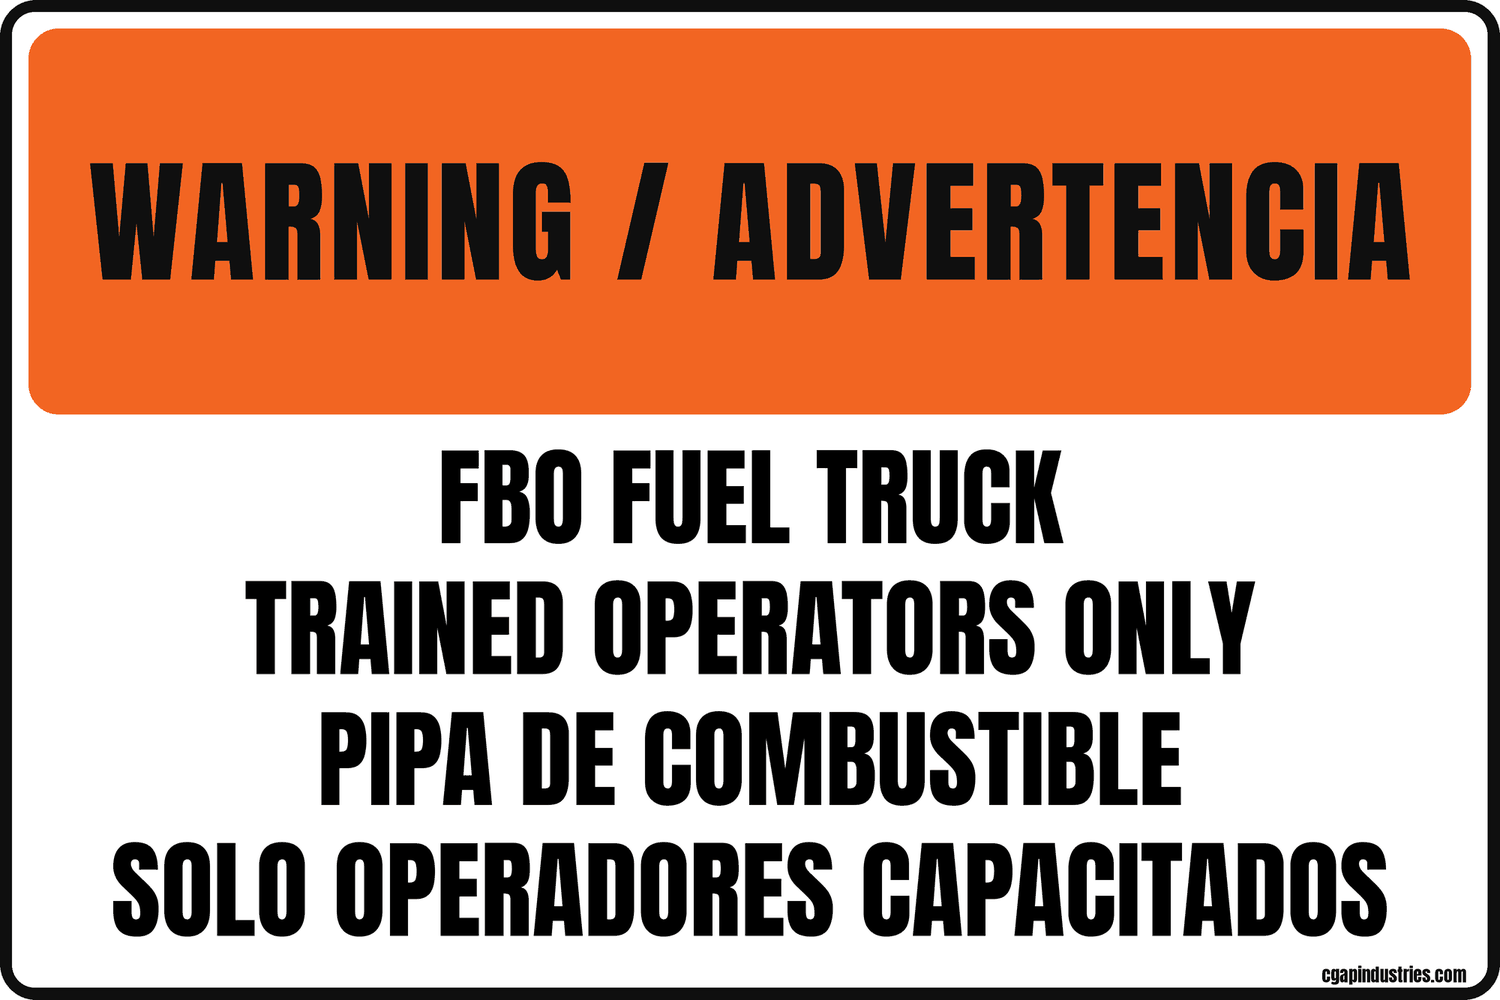 WARNING / ADVERTENCIA
FBO FUEL TRUCK
TRAINED OPERATORS ONLY
PIPA DE COMBUSTIBLE
SOLO OPERADORES CAPACITADOS
cgapindustries.com